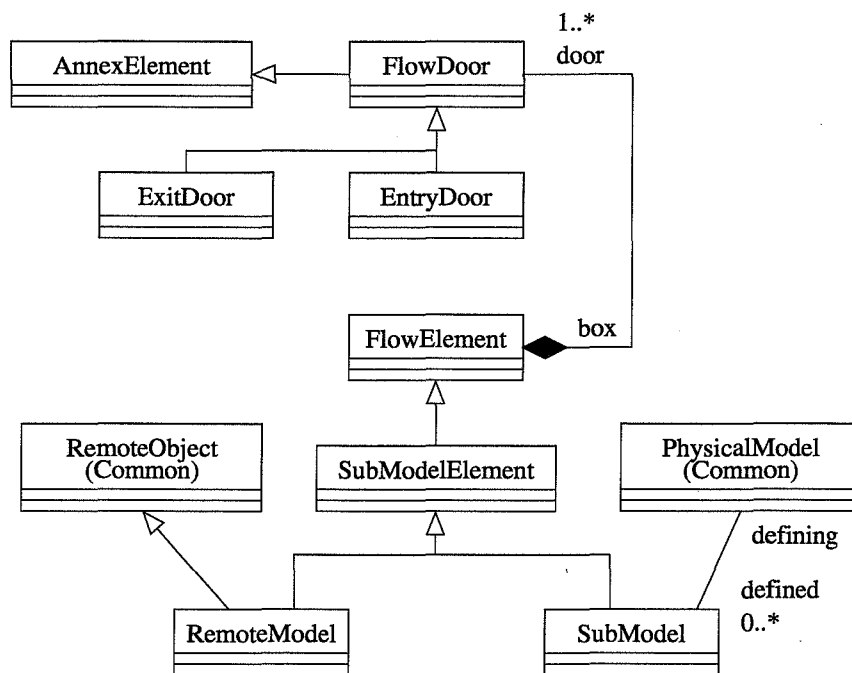 1..*
door
AnnexElement
FlowDoor
ExitDoor
EntryDoor
FlowElement
box
RemoteObject
(Common)
SubModelElement
PhysicalModel
(Common)
defining
defined
0..*
RemoteModel
SubModel